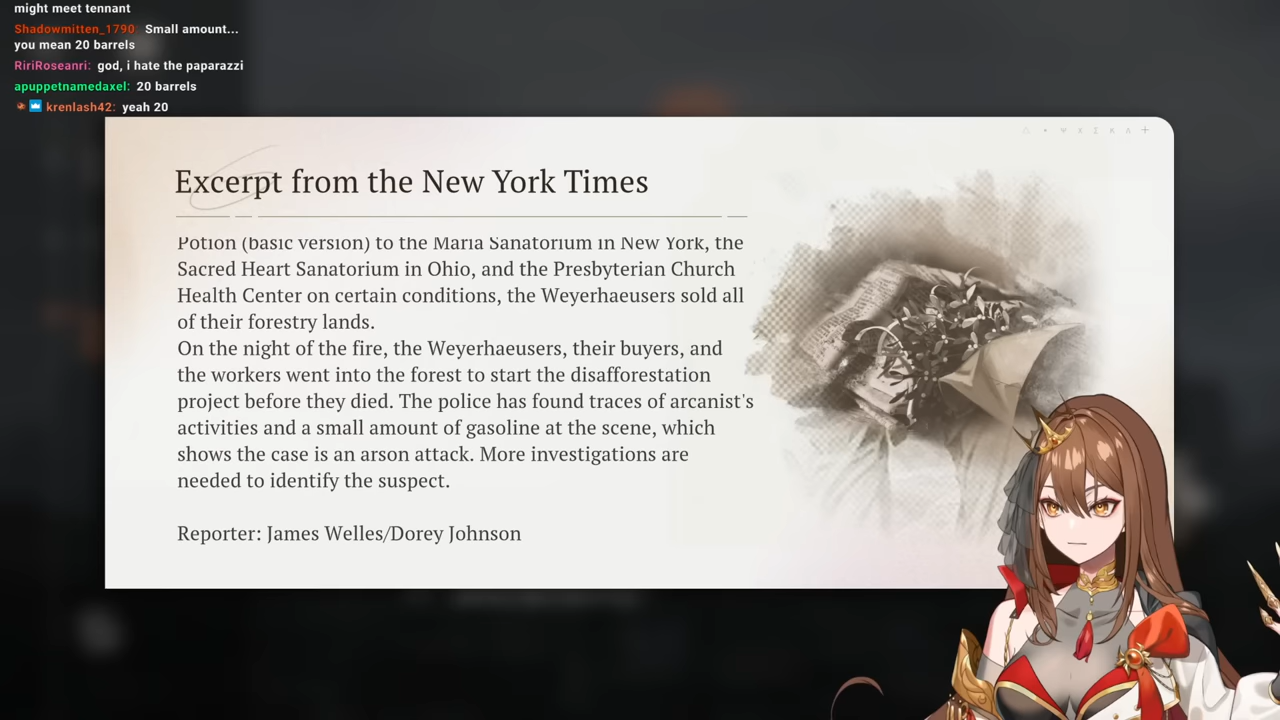 might meet tennant
Shadowmitten_1790: Small amount...
you mean 20 barrels
RiriRoseanri: god, i hate the paparazzi
apuppetnamedaxel: 20 barrels
krenlash42: yeah 20
Excerpt from the New York Times
Potion (basic version) to the Maria Sanatorium in New York, the
Sacred Heart Sanatorium in Ohio, and the Presbyterian Church
Health Center on certain conditions, the Weyerhaeusers sold all
of their forestry lands.
On the night of the fire, the Weyerhaeusers, their buyers, and
the workers went into the forest to start the disafforestation
project before they died. The police has found traces of arcanist's
activities and a small amount of gasoline at the scene, which
shows the case is an arson attack. More investigations are
needed to identify the suspect.
Reporter: James Welles/Dorey Johnson